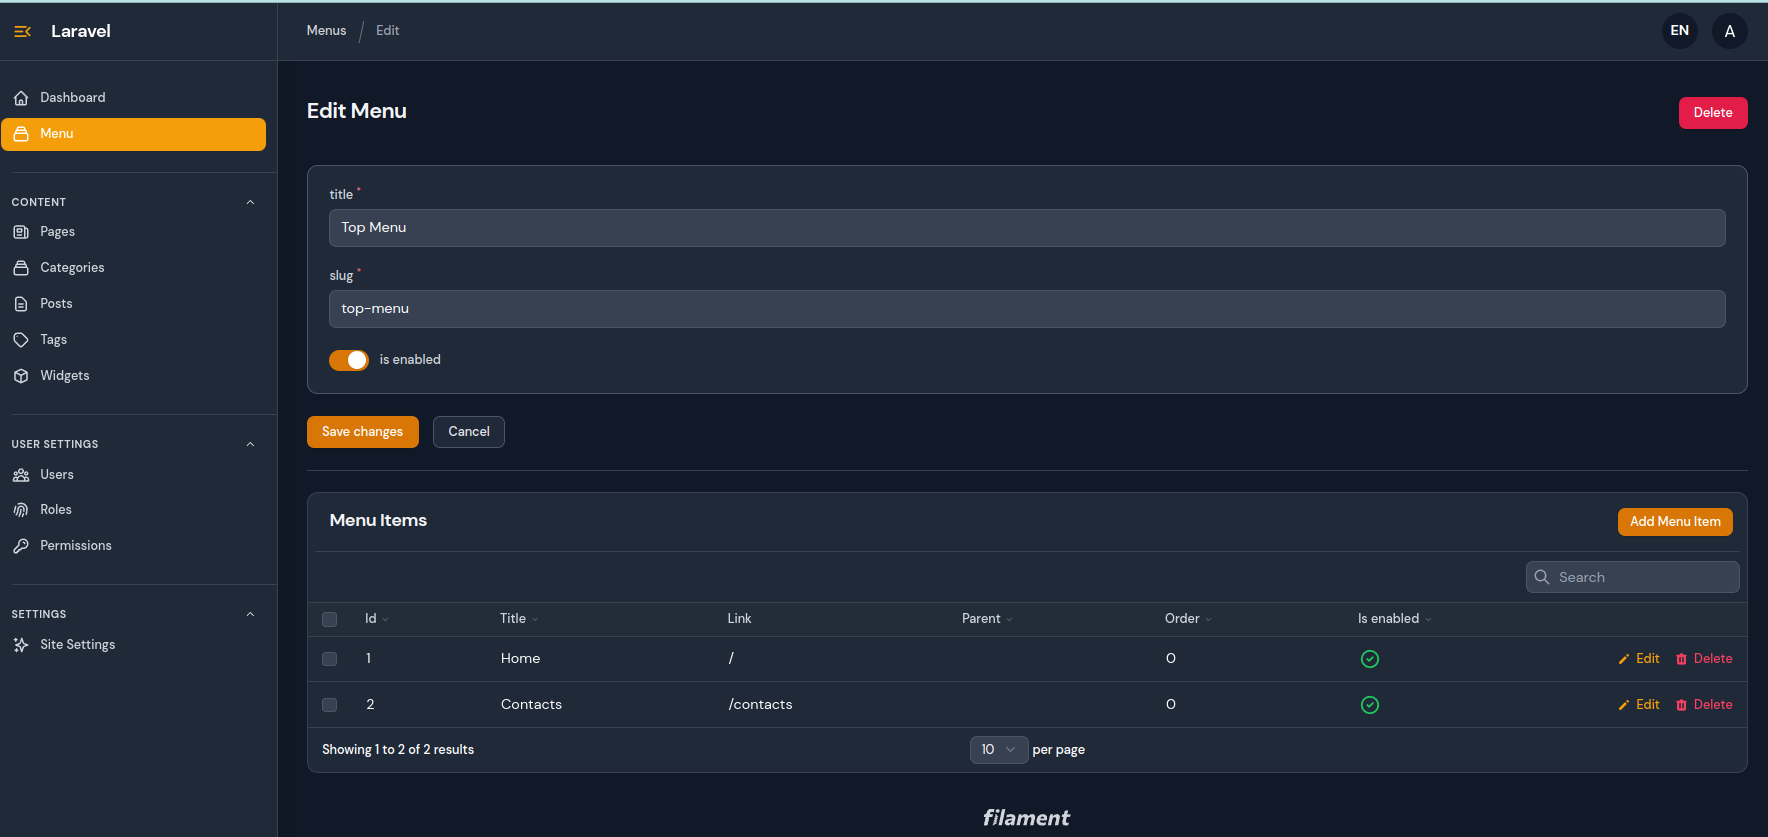 Laravel
Menus / Edit
EN
A
Dashboard
Menu
CONTENT
Pages
Categories
Posts
Tags
Widgets
USER SETTINGS
Users
Roles
Permissions
SETTINGS
Site Settings
Edit Menu
Delete
title *
Top Menu
slug *
top-menu
is enabled
Save changes
Cancel
Menu Items
Add Menu Item
Search
Id Title Link Parent Order Is enabled
1 Home / 0 Edit Delete
2 Contacts /contacts 0 Edit Delete
Showing 1 to 2 of 2 results
10 per page
filament